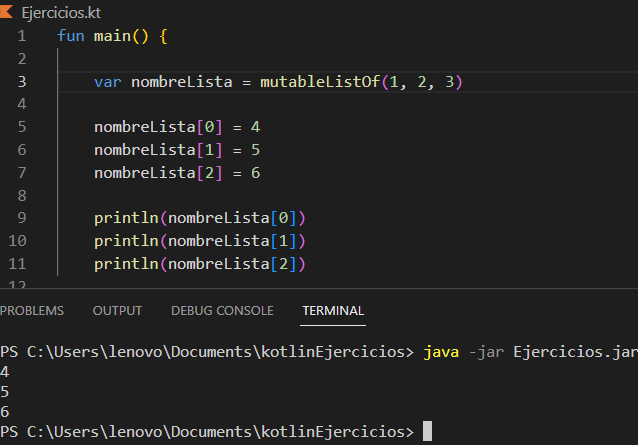 Ejercicios.kt
1 fun main() {
2
3 var nombreLista = mutableListOf(1, 2, 3)
4
5 nombreLista[0] = 4
6 nombreLista[1] = 5
7 nombreLista[2] = 6
8
9 println(nombreLista[0])
10 println(nombreLista[1])
11 println(nombreLista[2])
12
PROBLEMS OUTPUT DEBUG CONSOLE TERMINAL
PS C:\Users\lenovo\Documents\kotlinEjercicios> java -jar Ejercicios.jar
4
5
6
PS C:\Users\lenovo\Documents\kotlinEjercicios>